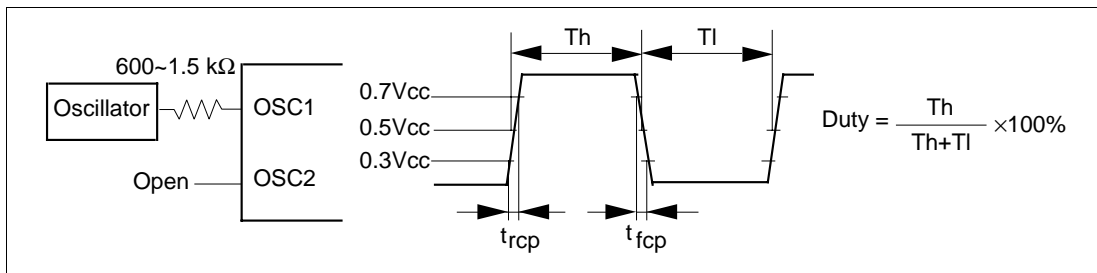 600~1.5 kΩ
Oscillator
OSC1
Open
OSC2
Th
Tl
0.7Vcc
0.5Vcc
0.3Vcc
trcp
tfcp
Duty = Th / Th+Tl ×100%